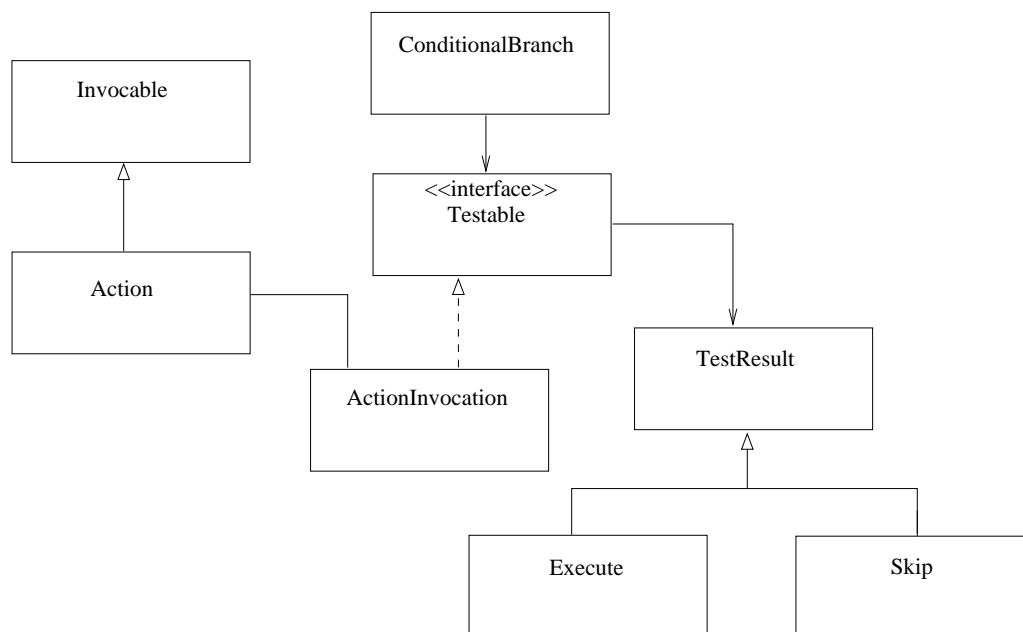 ConditionalBranch
Invocable
<<interface>>
Testable
Action
TestResult
ActionInvocation
Execute
Skip